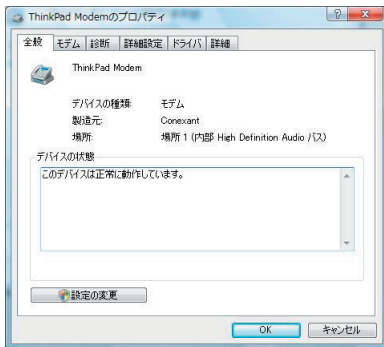 ThinkPad Modemのプロパティ
全般 モデム 診断 詳細設定 ドライバ 詳細
ThinkPad Modem
デバイスの種類: モデム
製造元: Conexant
場所: 場所 1 (内部 High Definition Audio バス)
デバイスの状態
このデバイスは正常に動作しています。
設定の変更
OK キャンセル